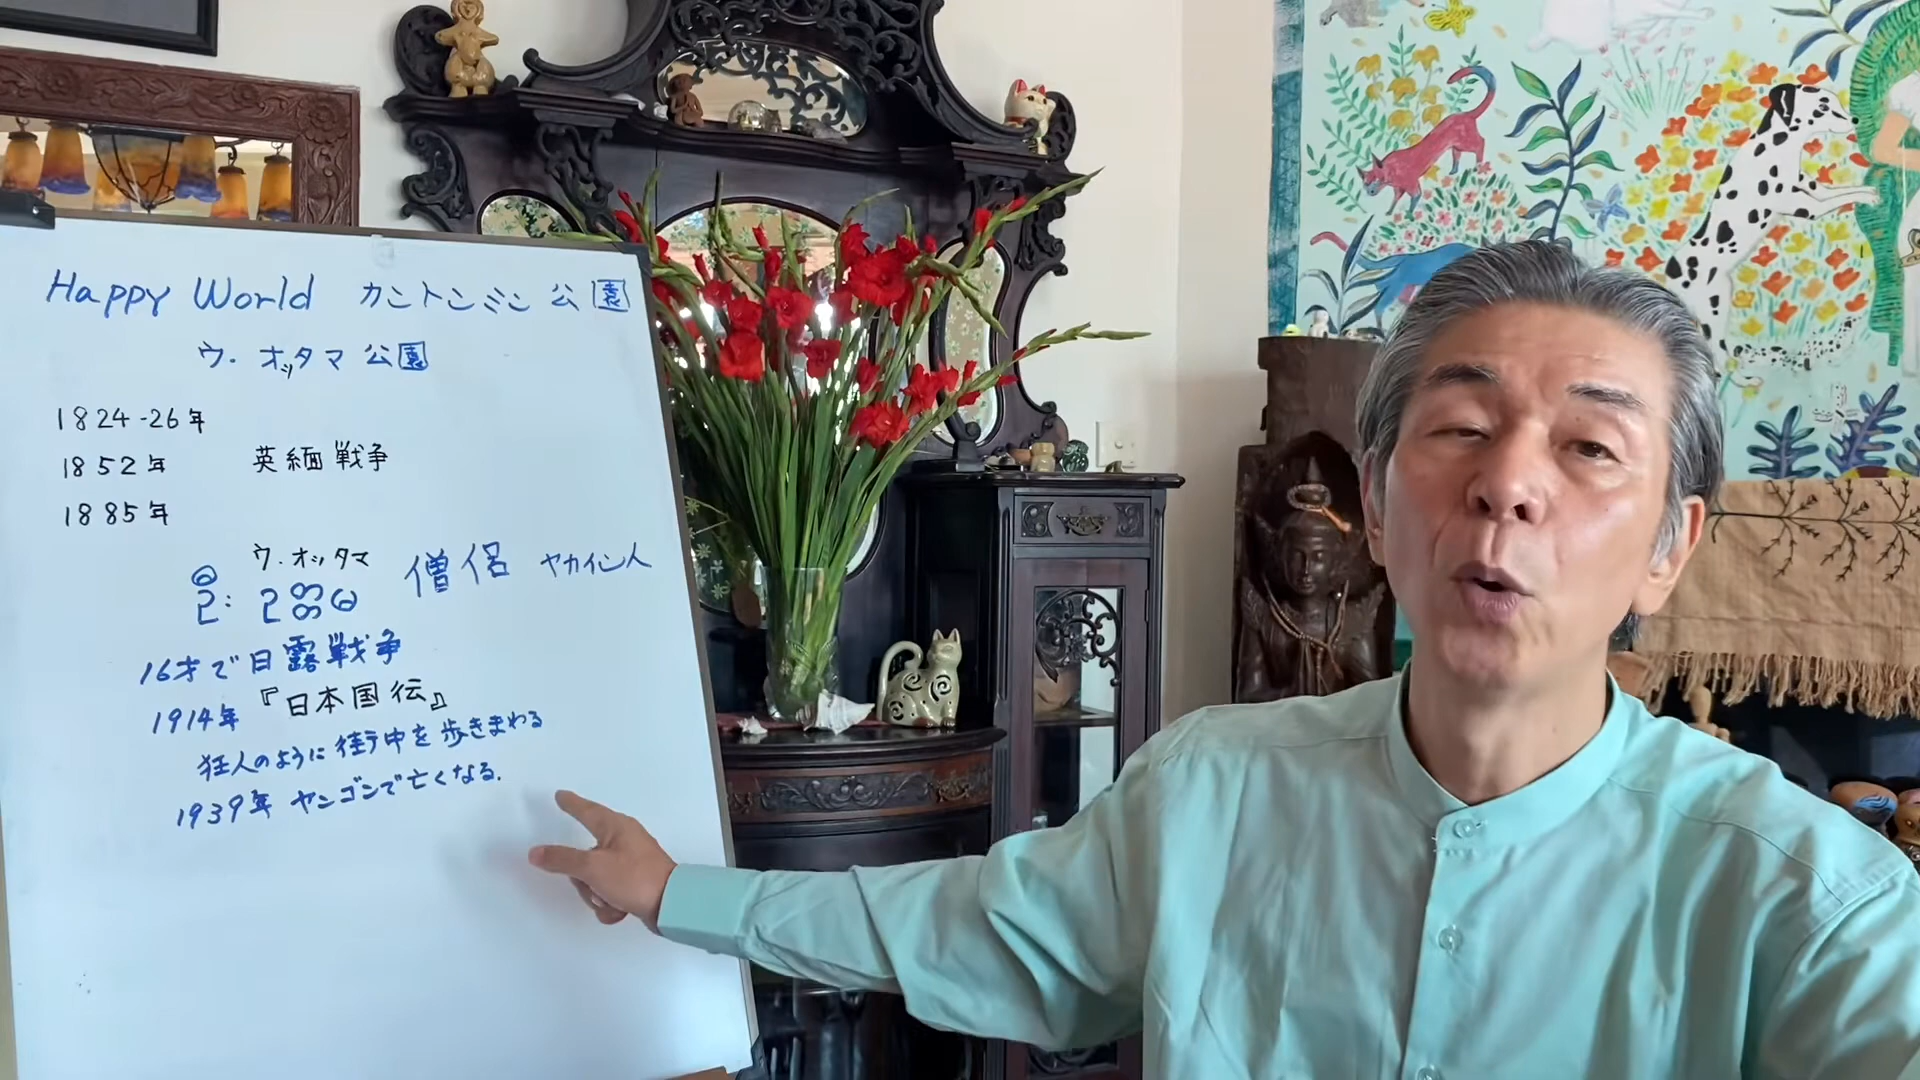 Happy World カントンミン公園
ウ.オッタマ公園
1824-26年
1852年 英緬戦争
1885年
ウ.オッタマ 僧侶 ヤカイン人
16才で日露戦争
1914年『日本国伝』
狂人のように街中を歩きまわる
1939年 ヤンゴンで亡くなる.